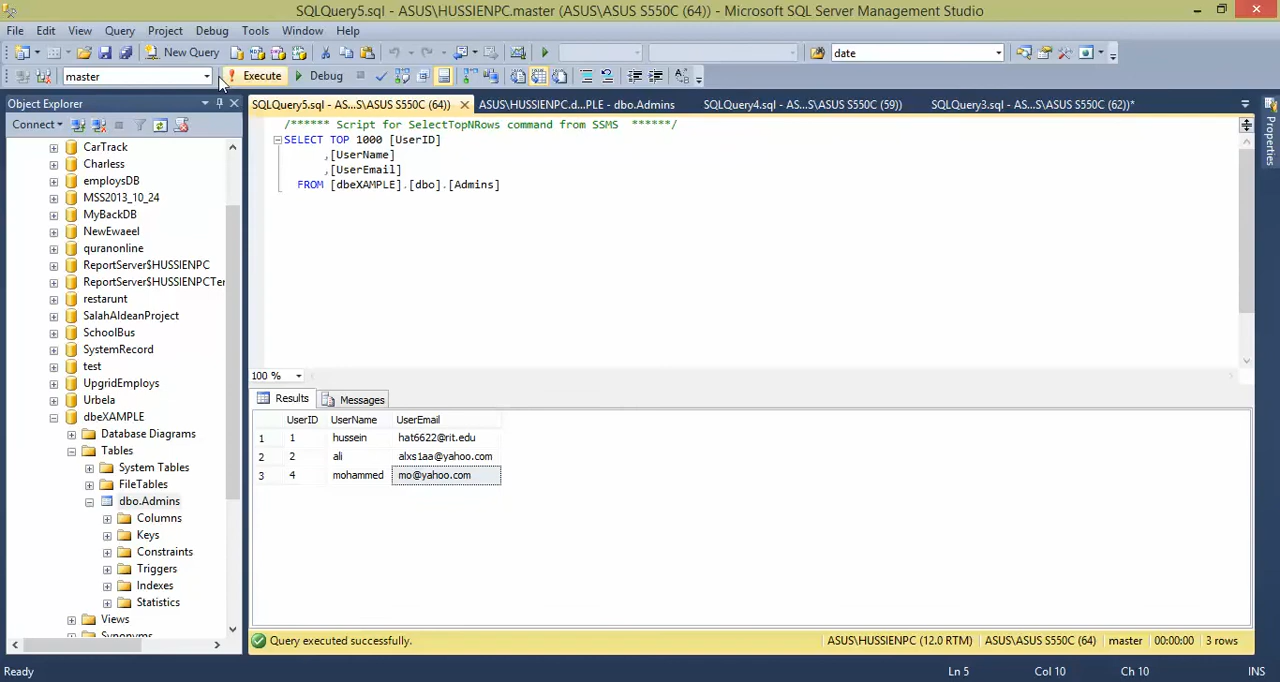 SQLQuery5.sql - ASUS\HUSSIENPC.master (ASUS\ASUS S550C (64)) - Microsoft SQL Server Management Studio
File Edit View Query Project Debug Tools Window Help
New Query date
master Execute Debug
Object Explorer
SQLQuery5.sql - AS...S\ASUS S550C (64)) ASUS\HUSSIENPC.d...PLE - dbo.Admins SQLQuery4.sql - AS...S\ASUS S550C (59)) SQLQuery3.sql - AS...S\ASUS S550C (62))*
Properties
Connect
CarTrack
Charless
employsDB
MSS2013_10_24
MyBackDB
NewEwaeel
quranonline
ReportServer$HUSSIENPC
ReportServer$HUSSIENPCTer
restarunt
SalahAldeanProject
SchoolBus
SystemRecord
test
UpgridEmploys
Urbela
dbeXAMPLE
Database Diagrams
Tables
System Tables
FileTables
dbo.Admins
Columns
Keys
Constraints
Triggers
Indexes
Statistics
Views
Synonyms
/****** Script for SelectTopNRows command from SSMS ******/
SELECT TOP 1000 [UserID]
,[UserName]
,[UserEmail]
FROM [dbeXAMPLE].[dbo].[Admins]
100 %
Results Messages
UserID UserName UserEmail
1 1 hussein hat6622@rit.edu
2 2 ali alxs1aa@yahoo.com
3 4 mohammed mo@yahoo.com
Query executed successfully. ASUS\HUSSIENPC (12.0 RTM) ASUS\ASUS S550C (64) master 00:00:00 3 rows
Ready Ln 5 Col 10 Ch 10 INS